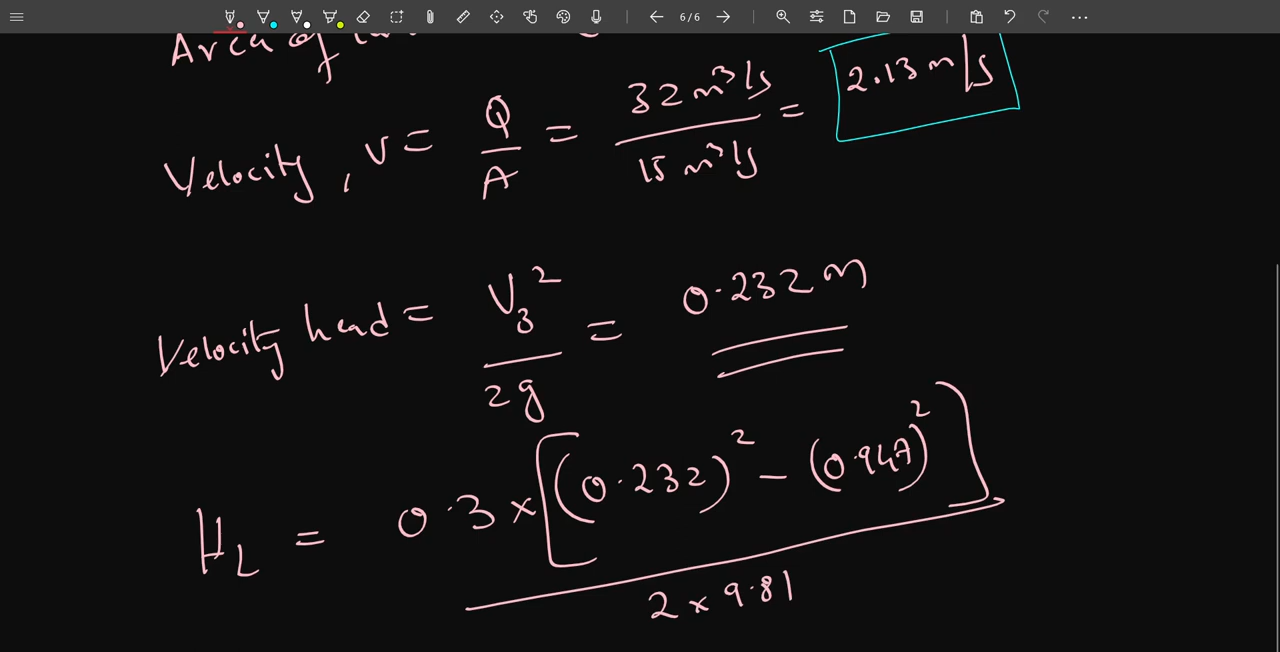 6/6
Area of
Velocity, v = Q/A = 32 m³/s / 15 m³/s = 2.13 m/s
Velocity head = V₃²/2g = 0.232 m
H_L = 0.3 × [(0.232)² - (0.947)²] / 2 × 9.81